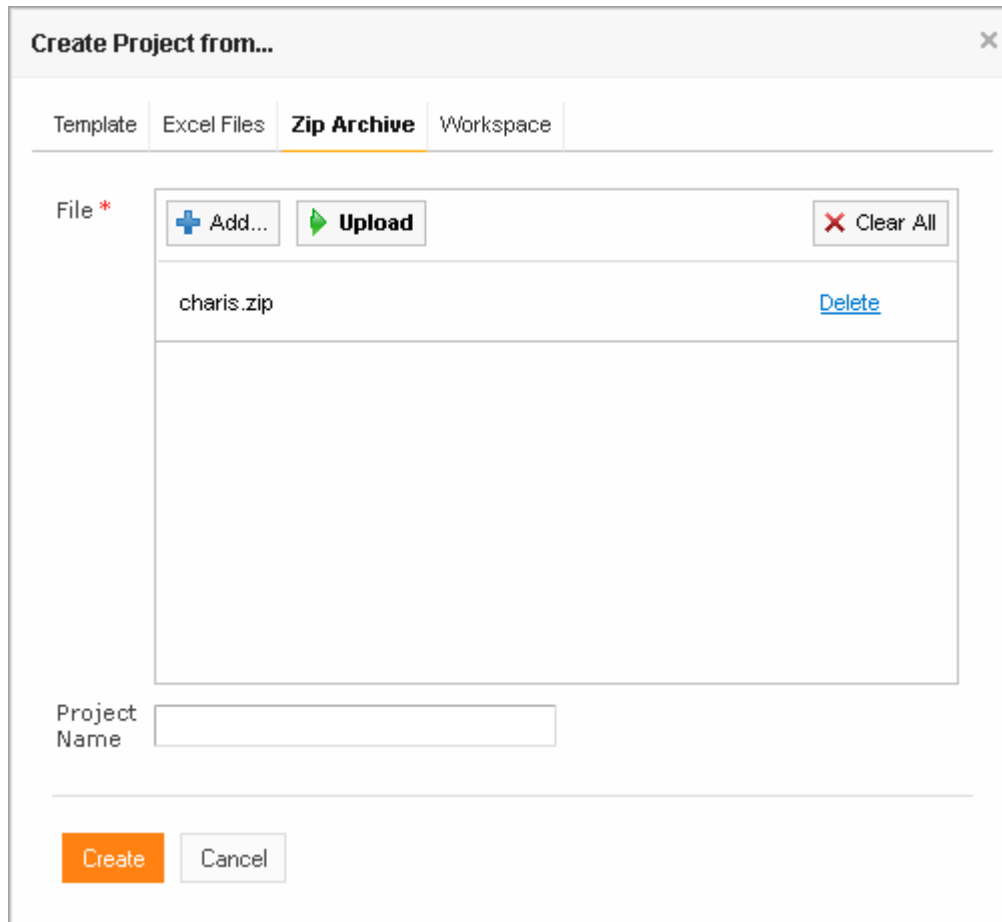 Create Project from...
Template Excel Files Zip Archive Workspace
File *
Add... Upload Clear All
charis.zip Delete
Project
Name
Create Cancel